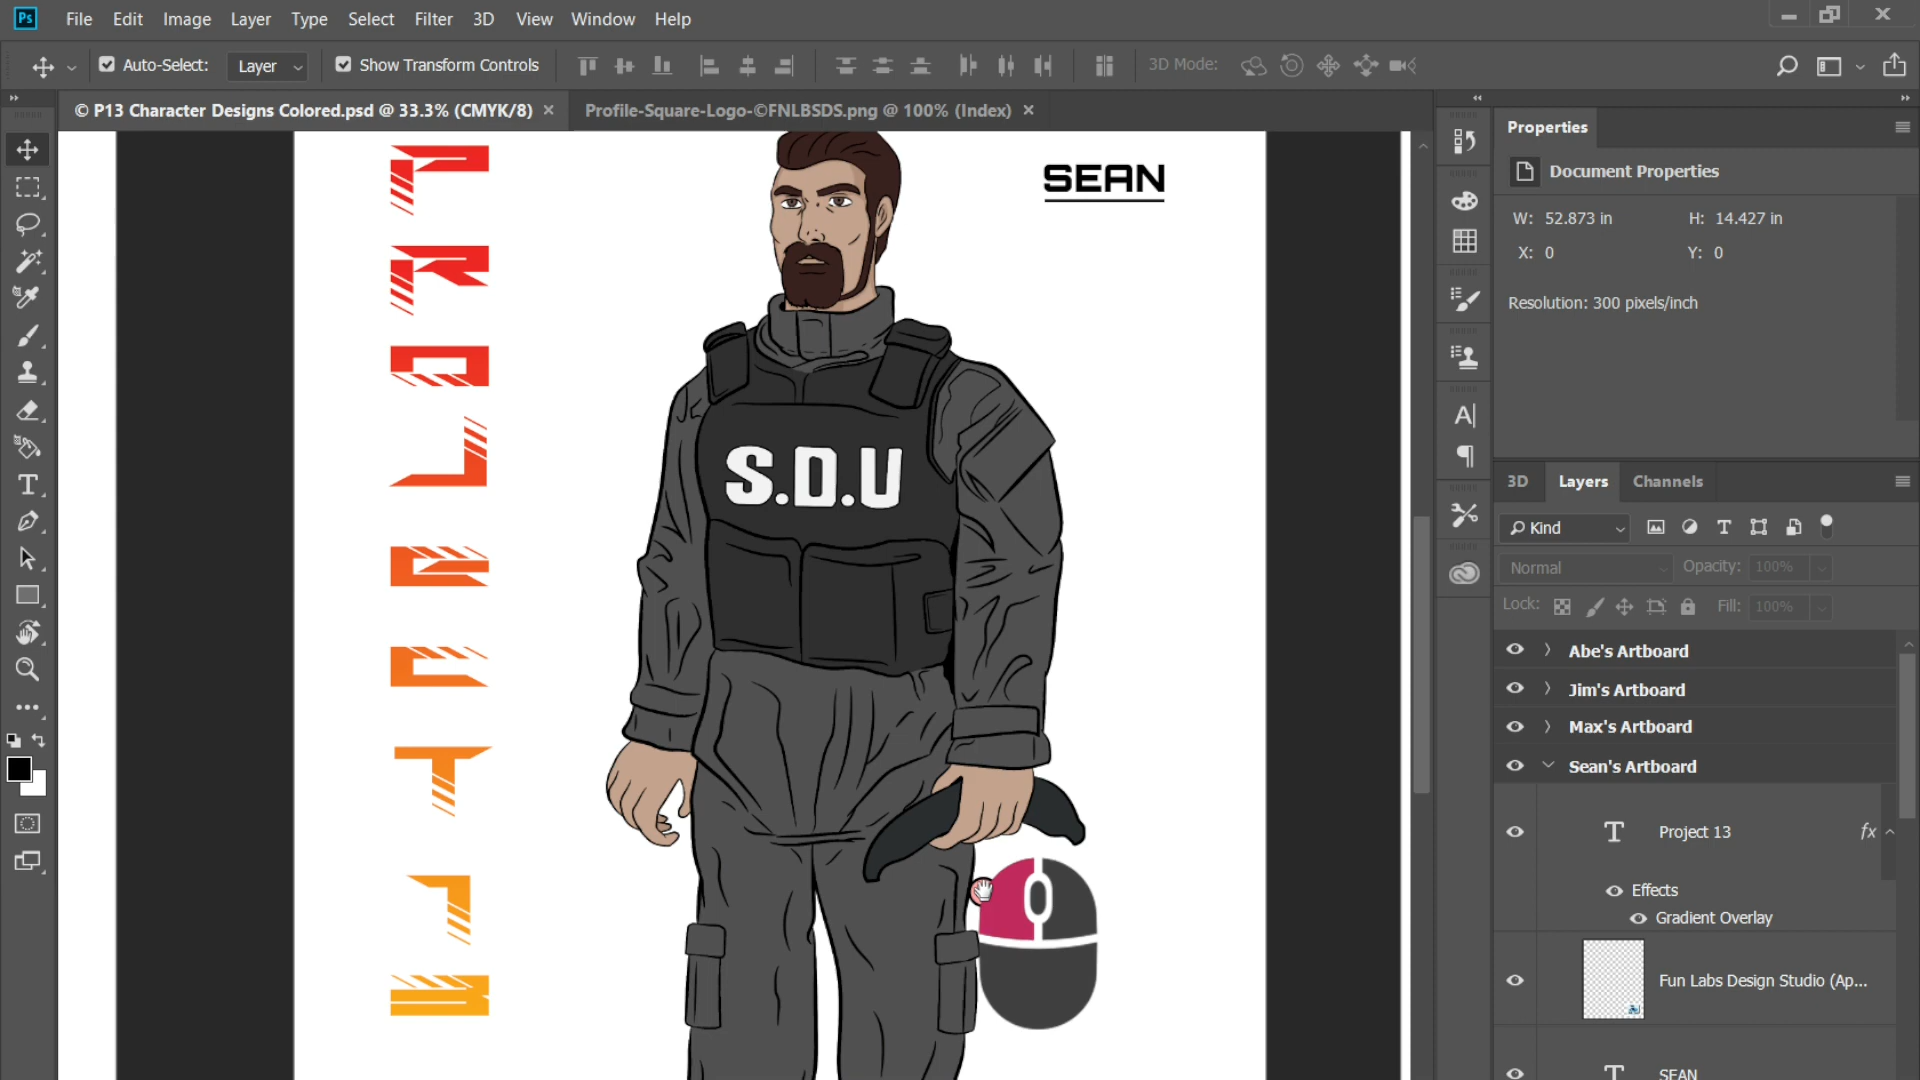 Ps File Edit Image Layer Type Select Filter 3D View Window Help
Auto-Select: Layer Show Transform Controls 3D Mode:
© P13 Character Designs Colored.psd @ 33.3% (CMYK/8) × Profile-Square-Logo-©FNLBSDS.png @ 100% (Index) ×
Properties
Document Properties
W: 52.873 in H: 14.427 in
X: 0 Y: 0
Resolution: 300 pixels/inch
P
R
O
J
E
C
T
1
3
SEAN
S.D.U
3D Layers Channels
Kind
Normal Opacity: 100%
Lock: Fill: 100%
Abe's Artboard
Jim's Artboard
Max's Artboard
Sean's Artboard
Project 13 fx
Effects
Gradient Overlay
Fun Labs Design Studio (Ap...
SEAN